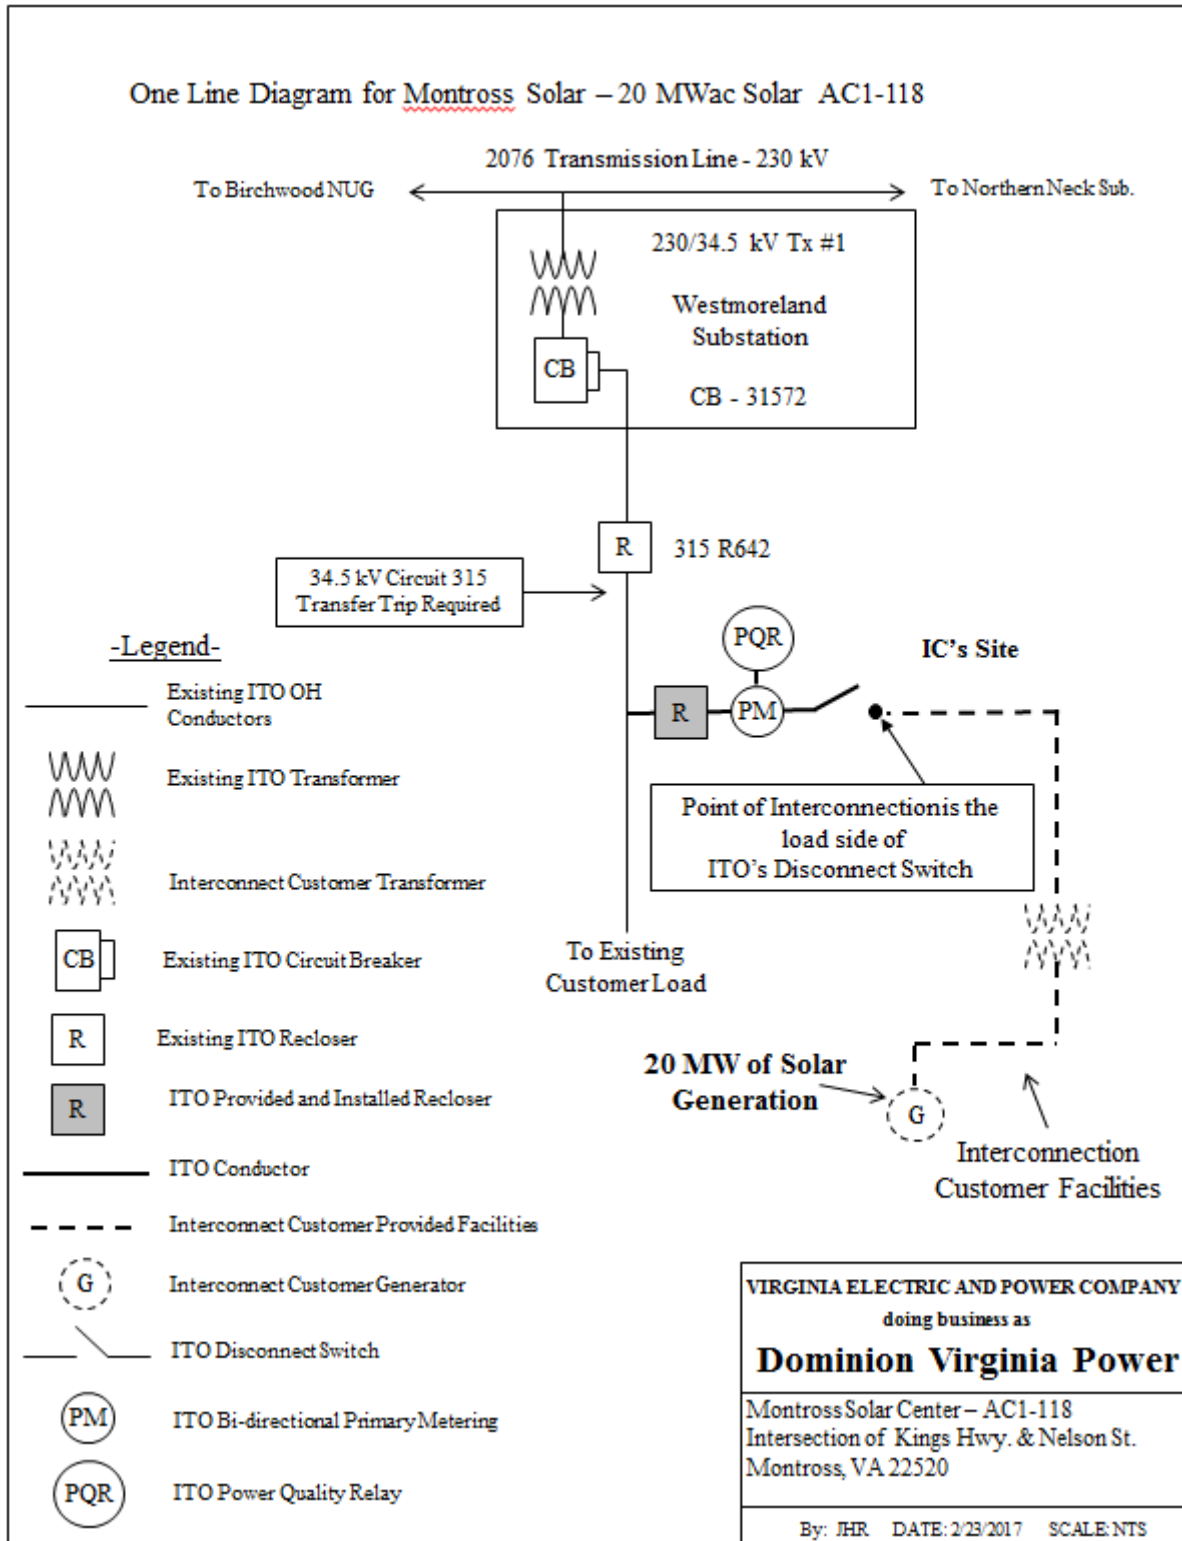 One Line Diagram for Montross Solar – 20 MWac Solar AC1-118
2076 Transmission Line - 230 kV
To Birchwood NUG
To Northern Neck Sub.
230/34.5 kV Tx #1
Westmoreland
Substation
CB
CB - 31572
R
315 R642
34.5 kV Circuit 315
Transfer Trip Required
PQR
IC's Site
R
PM
Point of Interconnectionis the
load side of
ITO's Disconnect Switch
To Existing
Customer Load
20 MW of Solar
Generation
G
Interconnection
Customer Facilities
-Legend-
Existing ITO OH
Conductors
Existing ITO Transformer
Interconnect Customer Transformer
CB
Existing ITO Circuit Breaker
R
Existing ITO Recloser
R
ITO Provided and Installed Recloser
ITO Conductor
Interconnect Customer Provided Facilities
G
Interconnect Customer Generator
ITO Disconnect Switch
PM
ITO Bi-directional Primary Metering
PQR
ITO Power Quality Relay
VIRGINIA ELECTRIC AND POWER COMPANY
doing business as
Dominion Virginia Power
Montross Solar Center – AC1-118
Intersection of Kings Hwy. & Nelson St.
Montross, VA 22520
By: JHR DATE: 2/23/2017 SCALE: NTS